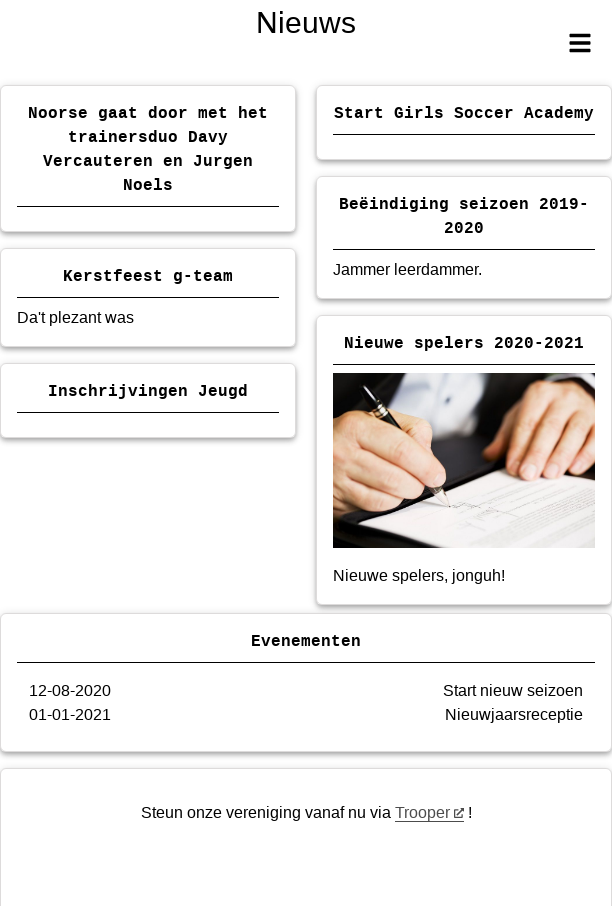 Nieuws
Noorse gaat door met het
trainersduo Davy
Vercauteren en Jurgen
Noels
Kerstfeest g-team
Da't plezant was
Inschrijvingen Jeugd
Start Girls Soccer Academy
Beëindiging seizoen 2019-
2020
Jammer leerdammer.
Nieuwe spelers 2020-2021
Nieuwe spelers, jonguh!
Evenementen
12-08-2020 Start nieuw seizoen
01-01-2021 Nieuwjaarsreceptie
Steun onze vereniging vanaf nu via Trooper !